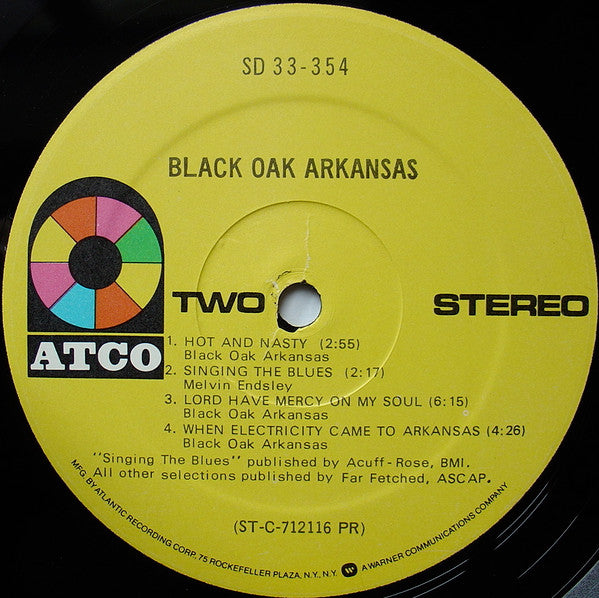 SD 33-354
BLACK OAK ARKANSAS
ATCO
TWO
STEREO
1. HOT AND NASTY (2:55)
Black Oak Arkansas
2. SINGING THE BLUES (2:17)
Melvin Endsley
3. LORD HAVE MERCY ON MY SOUL (6:15)
Black Oak Arkansas
4. WHEN ELECTRICITY CAME TO ARKANSAS (4:26)
Black Oak Arkansas
"Singing The Blues" published by Acuff-Rose, BMI.
All other selections published by Far Fetched, ASCAP.
(ST-C-712116 PR)
MFG. BY ATLANTIC RECORDING CORP. 75 ROCKEFELLER PLAZA, N.Y., N.Y. W A WARNER COMMUNICATIONS COMPANY